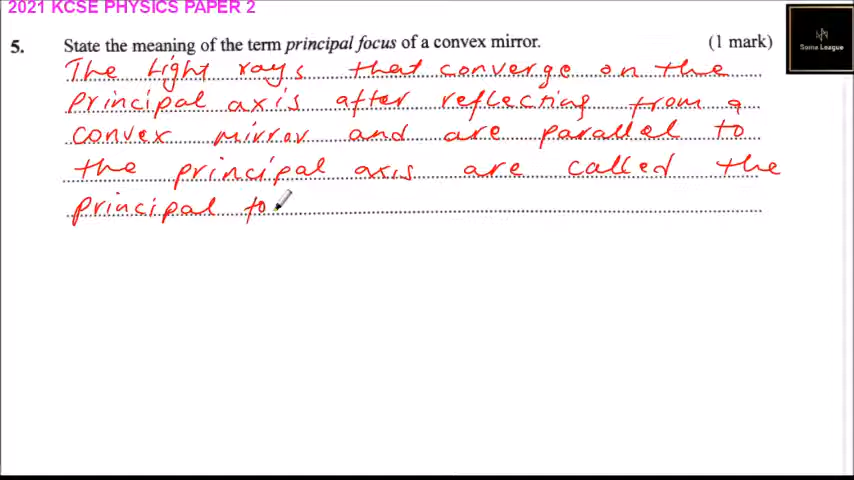 2021 KCSE PHYSICS PAPER 2
5. State the meaning of the term principal focus of a convex mirror. (1 mark)
The light rays that converge on the
principal axis after reflecting from a
convex mirror and are parallel to
the principal axis are called the
principal fo
Soma League